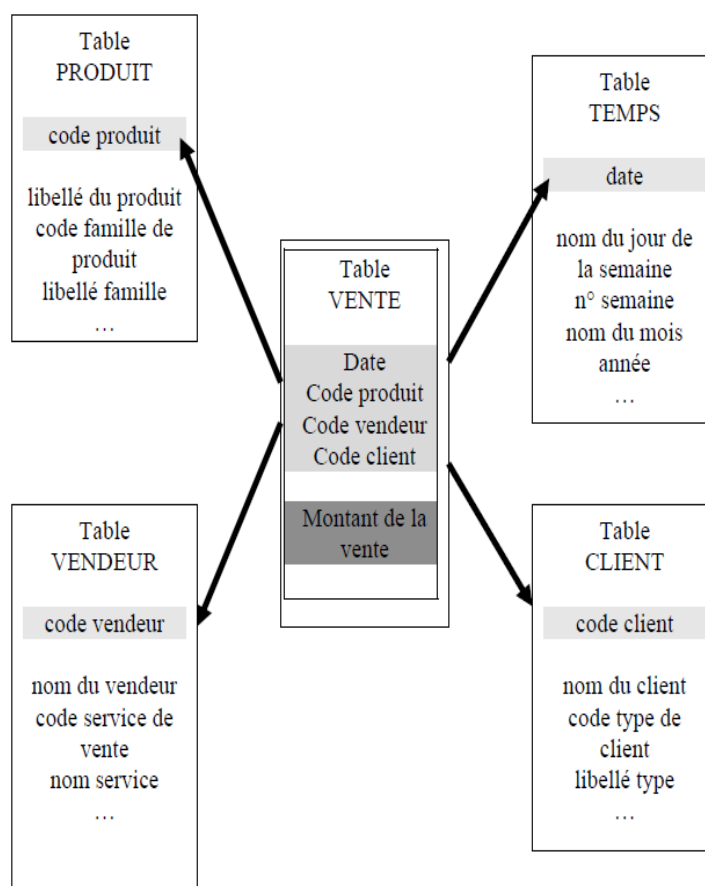 Table
PRODUIT
code produit
libellé du produit
code famille de
produit
libellé famille
…
Table
TEMPS
date
nom du jour de
la semaine
n° semaine
nom du mois
année
…
Table
VENTE
Date
Code produit
Code vendeur
Code client
Montant de la
vente
Table
VENDEUR
code vendeur
nom du vendeur
code service de
vente
nom service
…
Table
CLIENT
code client
nom du client
code type de
client
libellé type
…